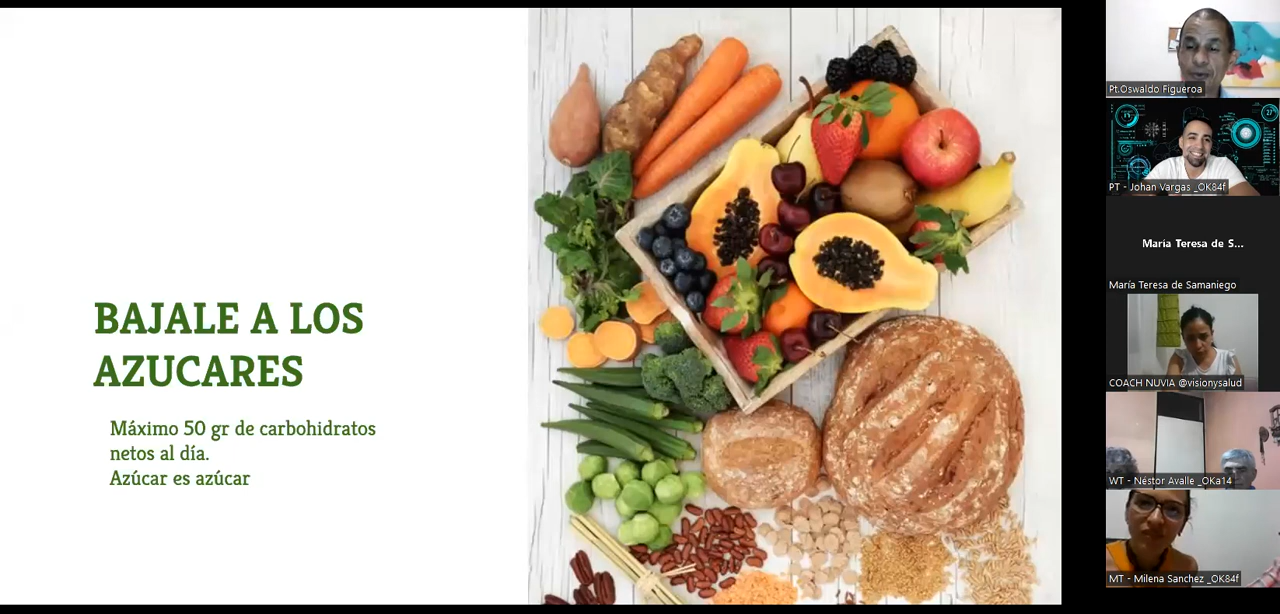 BAJALE A LOS
AZUCARES
Máximo 50 gr de carbohidratos
netos al día.
Azúcar es azúcar
Pt.Oswaldo Figueroa
PT - Johan Vargas _OK84f
María Teresa de S...
María Teresa de Samaniego
COACH NUVIA @visionysalud
WT - Néstor Avalle _OKa14
MT - Milena Sanchez _OK84f